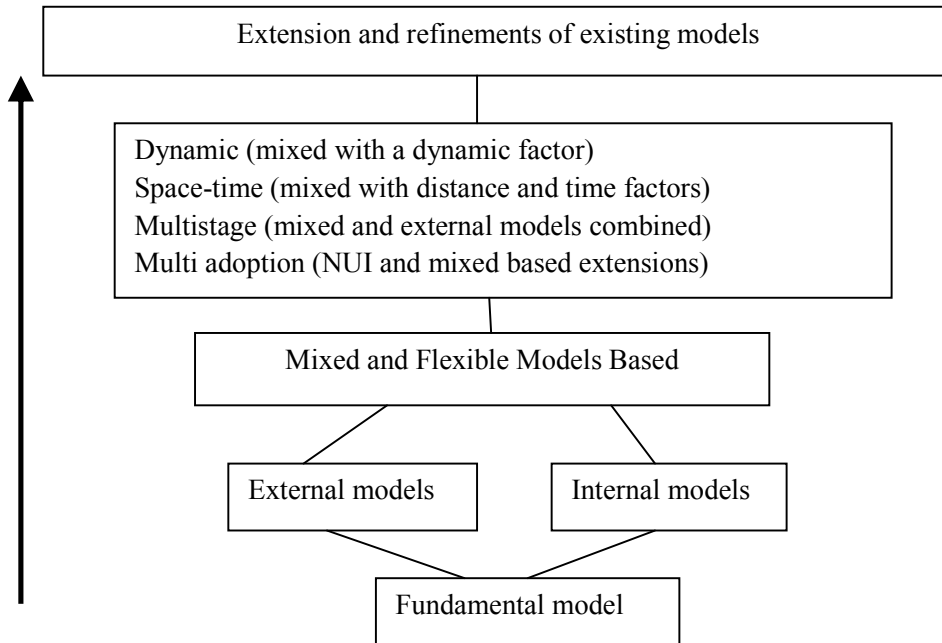 Extension and refinements of existing models
Dynamic (mixed with a dynamic factor)
Space-time (mixed with distance and time factors)
Multistage (mixed and external models combined)
Multi adoption (NUI and mixed based extensions)
Mixed and Flexible Models Based
External models
Internal models
Fundamental model